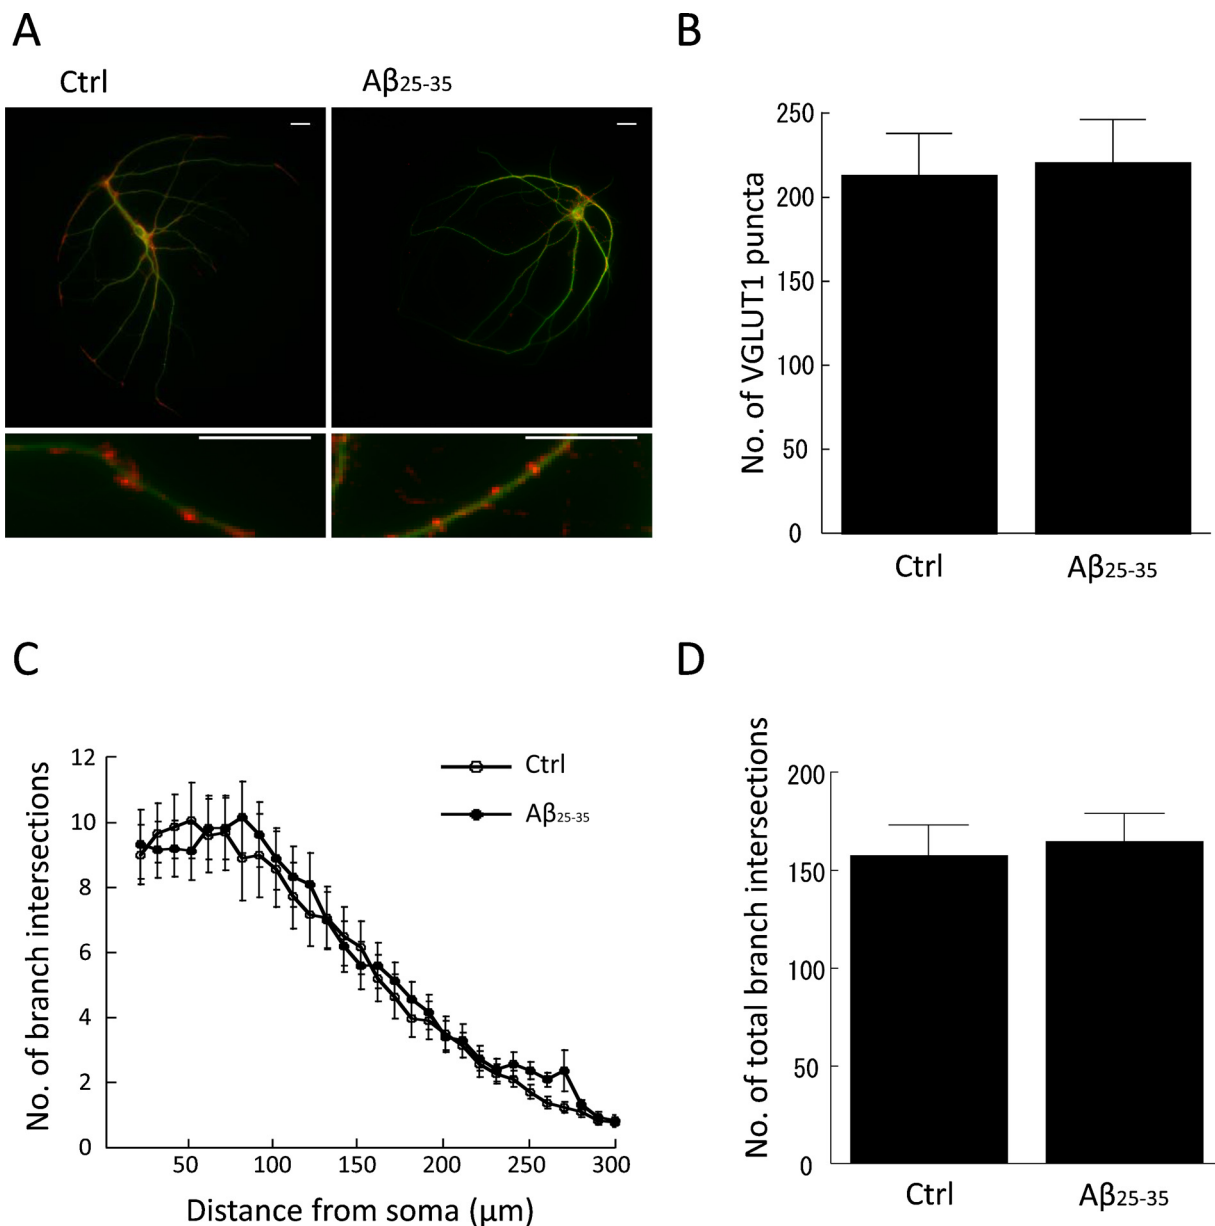 A
Ctrl
Aβ25-35
B
No. of VGLUT1 puncta
250
200
150
100
50
0
Ctrl
Aβ25-35
C
No. of branch intersections
12
10
8
6
4
2
0
50
100
150
200
250
300
Distance from soma (μm)
Ctrl
Aβ25-35
D
No. of total branch intersections
200
150
100
50
0
Ctrl
Aβ25-35